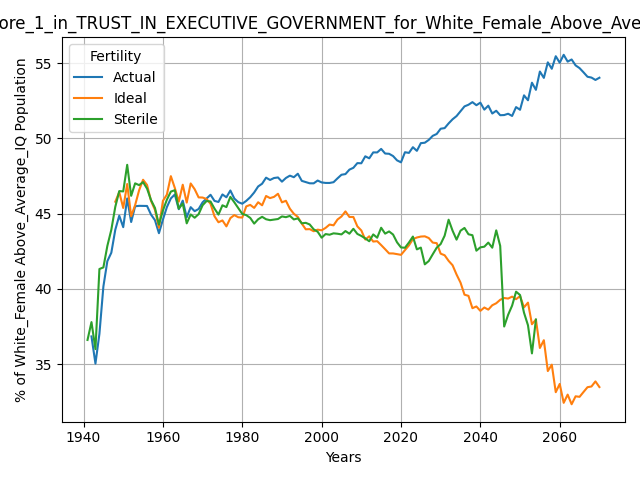 ore_1_in_TRUST_IN_EXECUTIVE_GOVERNMENT_for_White_Female_Above_Ave
% of White_Female Above_Average_IQ Population
Fertility
Actual
Ideal
Sterile
55
50
45
40
35
1940 1960 1980 2000 2020 2040 2060
Years